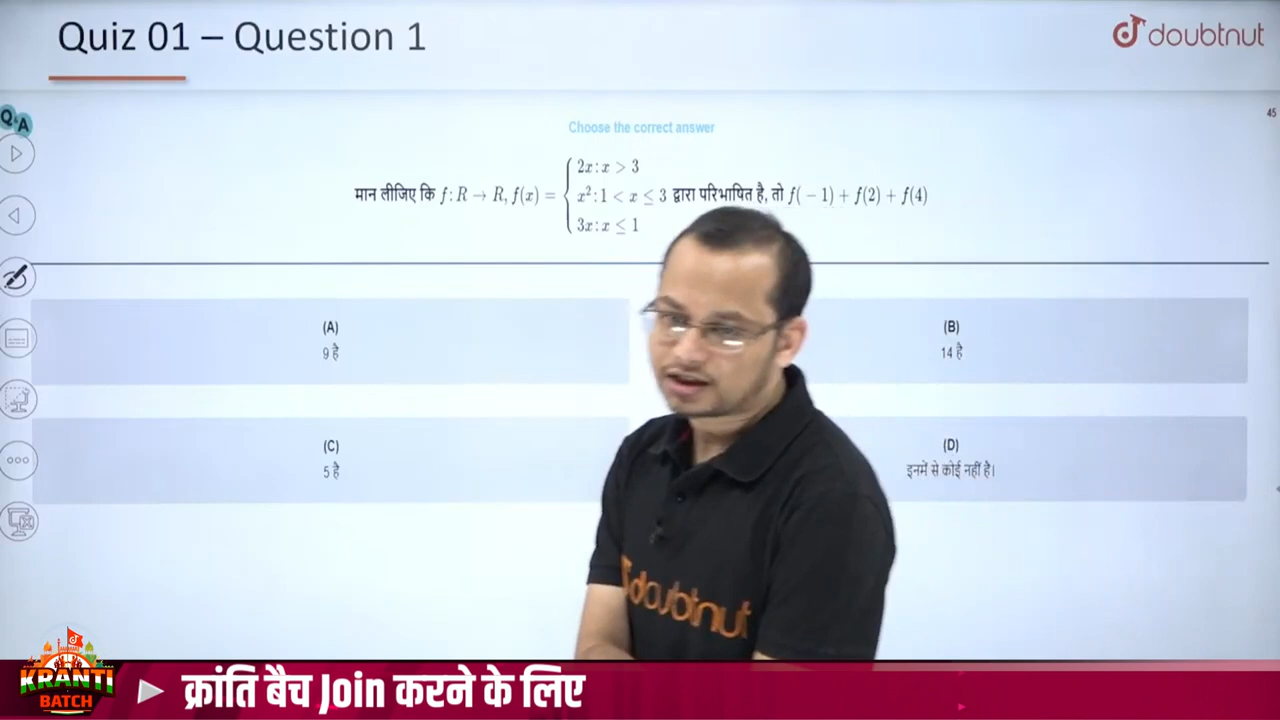 Quiz 01 – Question 1
doubtnut
Q&A
45
Choose the correct answer
मान लीजिए कि f: R → R, f(x) = { 2x: x > 3
x²: 1 < x ≤ 3 द्वारा परिभाषित है, तो f( − 1) + f(2) + f(4)
3x: x ≤ 1
(A)
9 है
(B)
14 है
(C)
5 है
(D)
इनमें से कोई नहीं है।
doubtnut
KRANTI
BATCH
क्रांति बैच Join करने के लिए